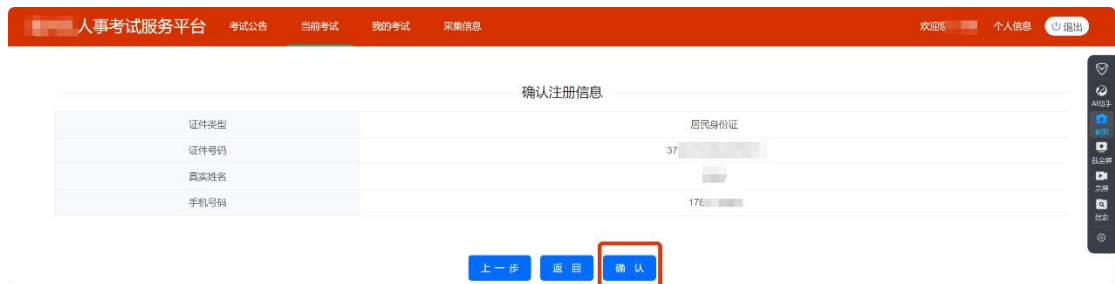 人事考试服务平台 考试公告 当前考试 我的考试 采集信息 欢迎您 个人信息 退出
确认注册信息
证件类型 居民身份证
证件号码 37
真实姓名
手机号码 178
上一步 返回 确认
AI助手
截图
截全屏
录屏
搜索